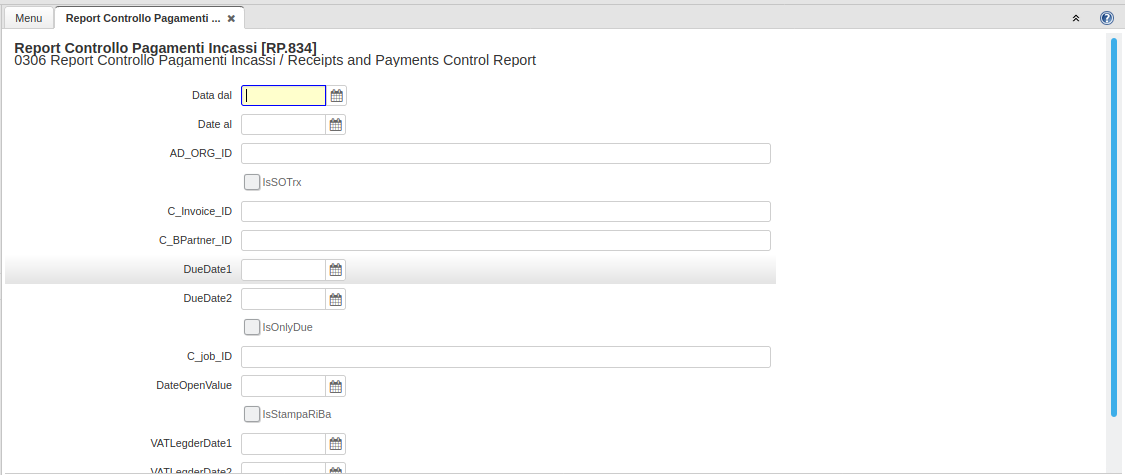 Menu
Report Controllo Pagamenti ...
Report Controllo Pagamenti Incassi [RP.834]
0306 Report Controllo Pagamenti Incassi / Receipts and Payments Control Report
Data dal
Date al
AD_ORG_ID
IsSOTrx
C_Invoice_ID
C_BPartner_ID
DueDate1
DueDate2
IsOnlyDue
C_job_ID
DateOpenValue
IsStampaRiBa
VATLegderDate1
VATLegderDate2